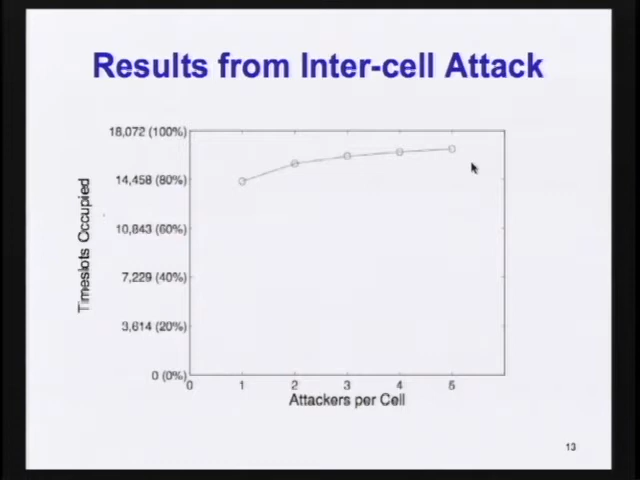 Results from Inter-cell Attack
18,072 (100%)
14,458 (80%)
10,843 (60%)
7,229 (40%)
3,614 (20%)
0 (0%)
Timeslots Occupied
0 1 2 3 4 5
Attackers per Cell
13